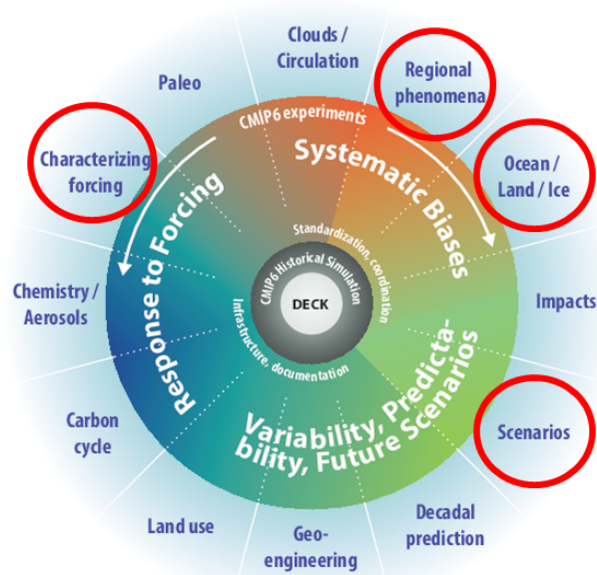 Clouds /
Circulation
Regional
phenomena
Ocean /
Land / Ice
Impacts
Scenarios
Decadal
prediction
Geo-
engineering
Land use
Carbon
cycle
Chemistry /
Aerosols
Characterizing
forcing
Paleo
CMIP6 experiments
Systematic Biases
Response to Forcing
Variability, Predicta-
bility, Future Scenarios
Standardization, coordination
Infrastructure, documentation
CMIP6 Historical Simulation
DECK